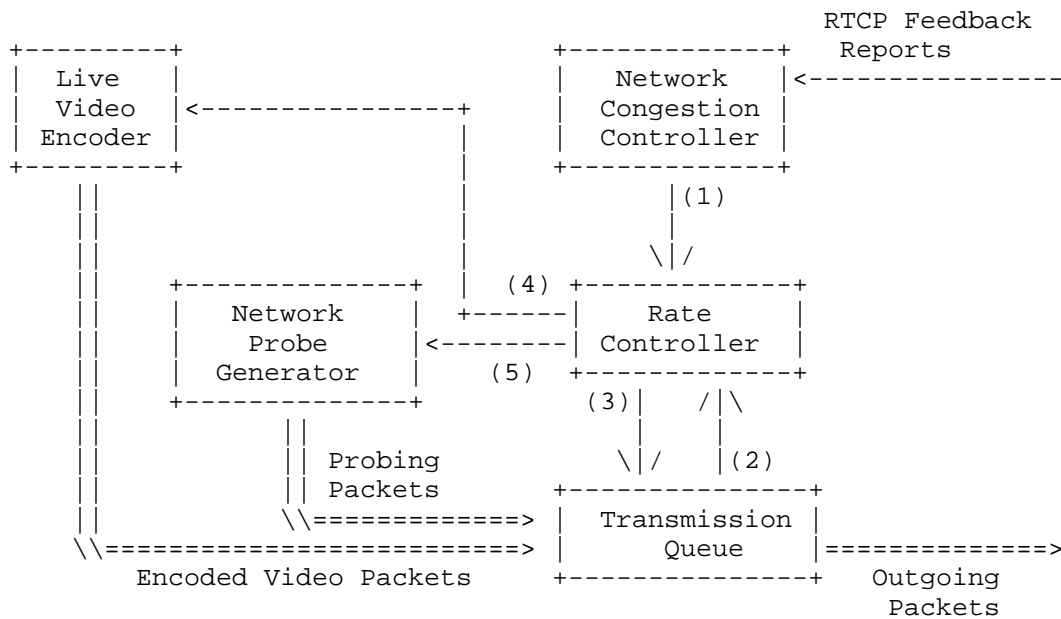 RTCP Feedback
Reports
Live
Video
Encoder
Network
Congestion
Controller
(1)
(4)
Network
Probe
Generator
Rate
Controller
(5)
(3)
(2)
Probing
Packets
Transmission
Queue
Encoded Video Packets
Outgoing
Packets